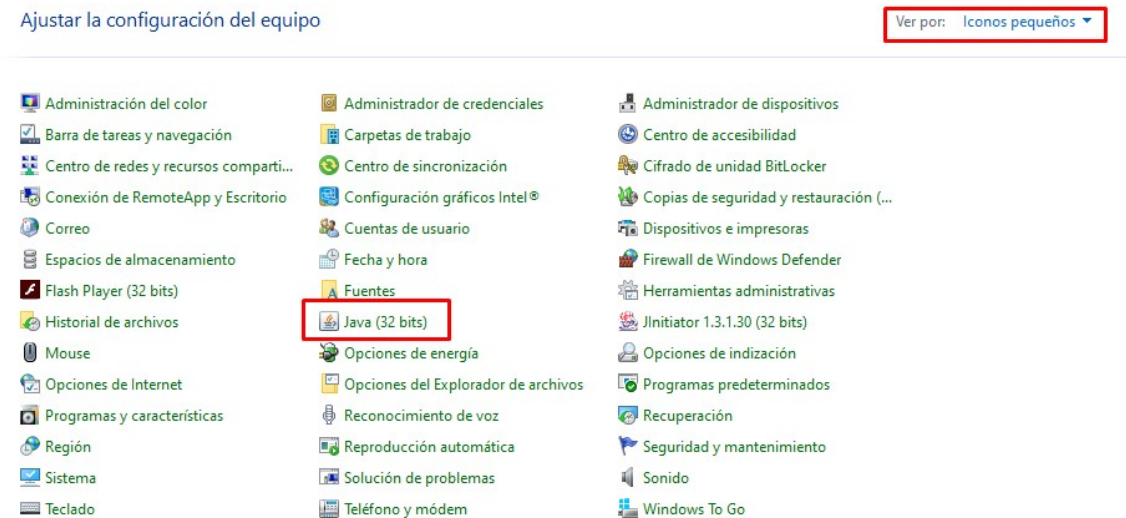 Ajustar la configuración del equipo
Ver por: Iconos pequeños
Administración del color
Administrador de credenciales
Administrador de dispositivos
Barra de tareas y navegación
Carpetas de trabajo
Centro de accesibilidad
Centro de redes y recursos comparti...
Centro de sincronización
Cifrado de unidad BitLocker
Conexión de RemoteApp y Escritorio
Configuración gráficos Intel®
Copias de seguridad y restauración (...
Correo
Cuentas de usuario
Dispositivos e impresoras
Espacios de almacenamiento
Fecha y hora
Firewall de Windows Defender
Flash Player (32 bits)
Fuentes
Herramientas administrativas
Historial de archivos
Java (32 bits)
JInitiator 1.3.1.30 (32 bits)
Mouse
Opciones de energía
Opciones de indización
Opciones de Internet
Opciones del Explorador de archivos
Programas predeterminados
Programas y características
Reconocimiento de voz
Recuperación
Región
Reproducción automática
Seguridad y mantenimiento
Sistema
Solución de problemas
Sonido
Teclado
Teléfono y módem
Windows To Go